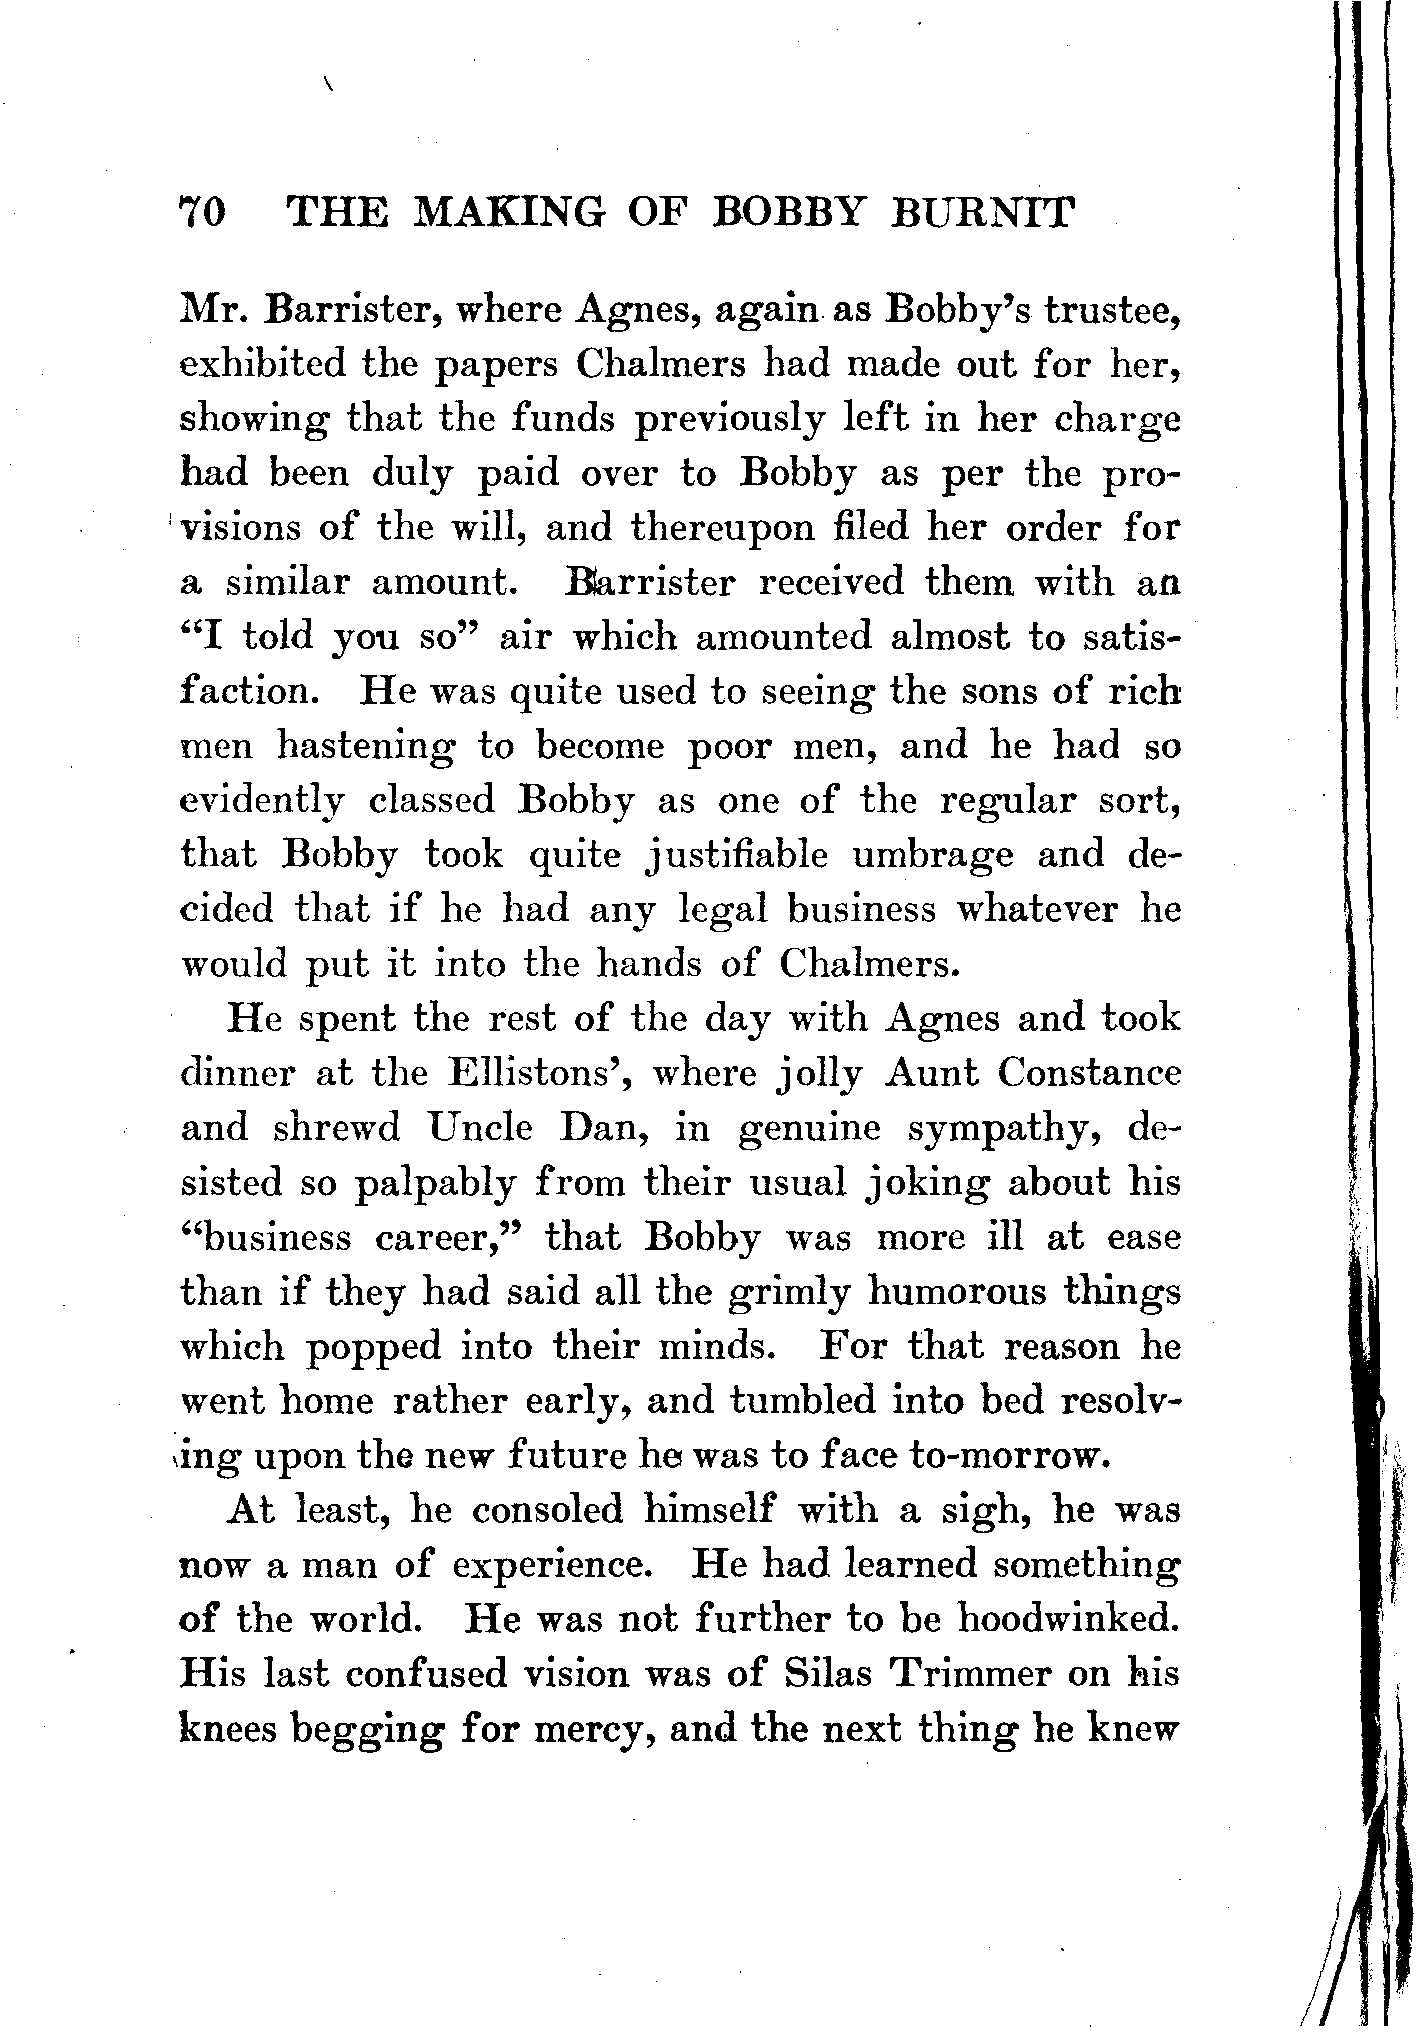 70 THE MAKING OF BOBBY BURNIT
Mr. Barrister, where Agnes, again as Bobby's trustee,
exhibited the papers Chalmers had made out for her,
showing that the funds previously left in her charge
had been duly paid over to Bobby as per the pro-
visions of the will, and thereupon filed her order for
a similar amount. Barrister received them with an
“I told you so” air which amounted almost to satis-
faction. He was quite used to seeing the sons of rich
men hastening to become poor men, and he had so
evidently classed Bobby as one of the regular sort,
that Bobby took quite justifiable umbrage and de-
cided that if he had any legal business whatever he
would put it into the hands of Chalmers.
He spent the rest of the day with Agnes and took
dinner at the Ellistons', where jolly Aunt Constance
and shrewd Uncle Dan, in genuine sympathy, de-
sisted so palpably from their usual joking about his
“business career,” that Bobby was more ill at ease
than if they had said all the grimly humorous things
which popped into their minds. For that reason he
went home rather early, and tumbled into bed resolv-
ing upon the new future he was to face to-morrow.
At least, he consoled himself with a sigh, he was
now a man of experience. He had learned something
of the world. He was not further to be hoodwinked.
His last confused vision was of Silas Trimmer on his
knees begging for mercy, and the next thing he knew